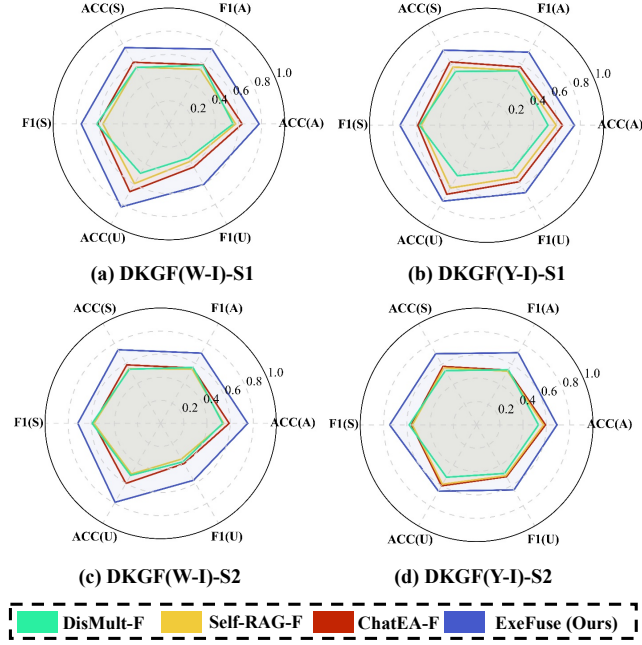 ACC(S) F1(A) ACC(S) F1(A)
1.0 1.0
0.8 0.8
0.6 0.6
0.4 0.4
0.2 0.2
F1(S) ACC(A) F1(S) ACC(A)
ACC(U) F1(U) ACC(U) F1(U)
(a) DKGF(W-I)-S1 (b) DKGF(Y-I)-S1
ACC(S) F1(A) ACC(S) F1(A)
1.0 1.0
0.8 0.8
0.6 0.6
0.4 0.4
0.2 0.2
F1(S) ACC(A) F1(S) ACC(A)
ACC(U) F1(U) ACC(U) F1(U)
(c) DKGF(W-I)-S2 (d) DKGF(Y-I)-S2
DisMult-F Self-RAG-F ChatEA-F ExeFuse (Ours)